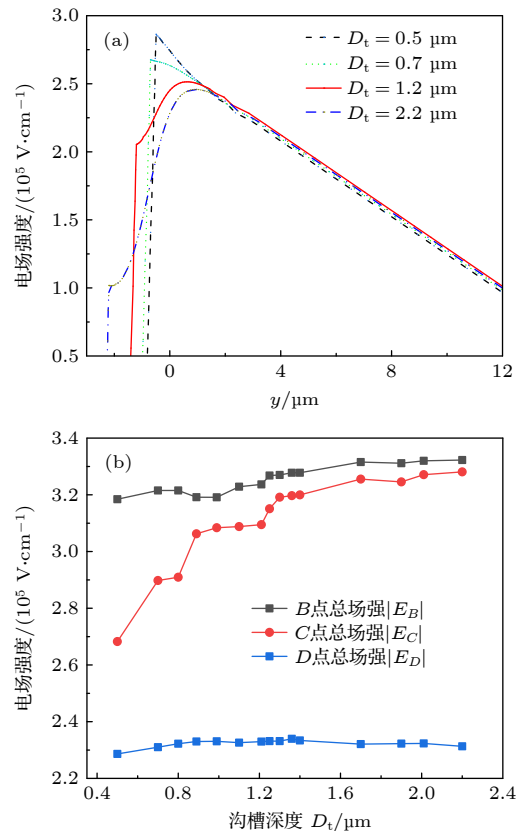 (a)
D_t = 0.5 µm
D_t = 0.7 µm
D_t = 1.2 µm
D_t = 2.2 µm
3.0
2.5
2.0
1.5
1.0
0.5
电场强度/(10⁵ V·cm⁻¹)
0 4 8 12
y/µm
(b)
3.4
3.2
3.0
2.8
2.6
2.4
2.2
电场强度/(10⁵ V·cm⁻¹)
B点总场强|E_B|
C点总场强|E_C|
D点总场强|E_D|
0.4 0.8 1.2 1.6 2.0 2.4
沟槽深度 D_t/µm